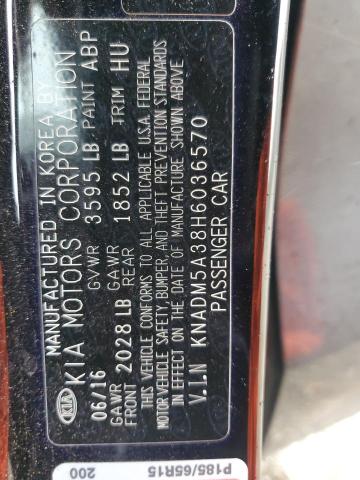 MANUFACTURED IN KOREA BY
KIA KIA MOTORS CORPORATION
06/16 GVWR 3595 LB PAINT ABP
GAWR FRONT 2028 LB GAWR REAR 1852 LB TRIM HU
THIS VEHICLE CONFORMS TO ALL APPLICABLE U.S.A. FEDERAL
MOTOR VEHICLE SAFETY, BUMPER, AND THEFT PREVENTION STANDARDS
IN EFFECT ON THE DATE OF MANUFACTURE SHOWN ABOVE
V.I.N KNADM5A38H6036570
PASSENGER CAR
P185/65R15
200